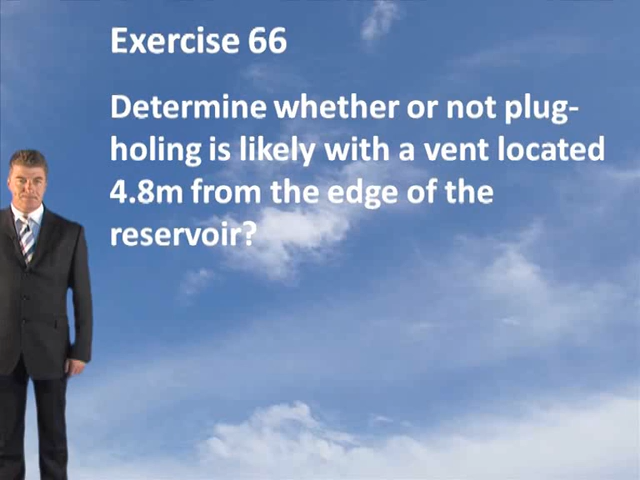 Exercise 66
Determine whether or not plug-
holing is likely with a vent located
4.8m from the edge of the
reservoir?